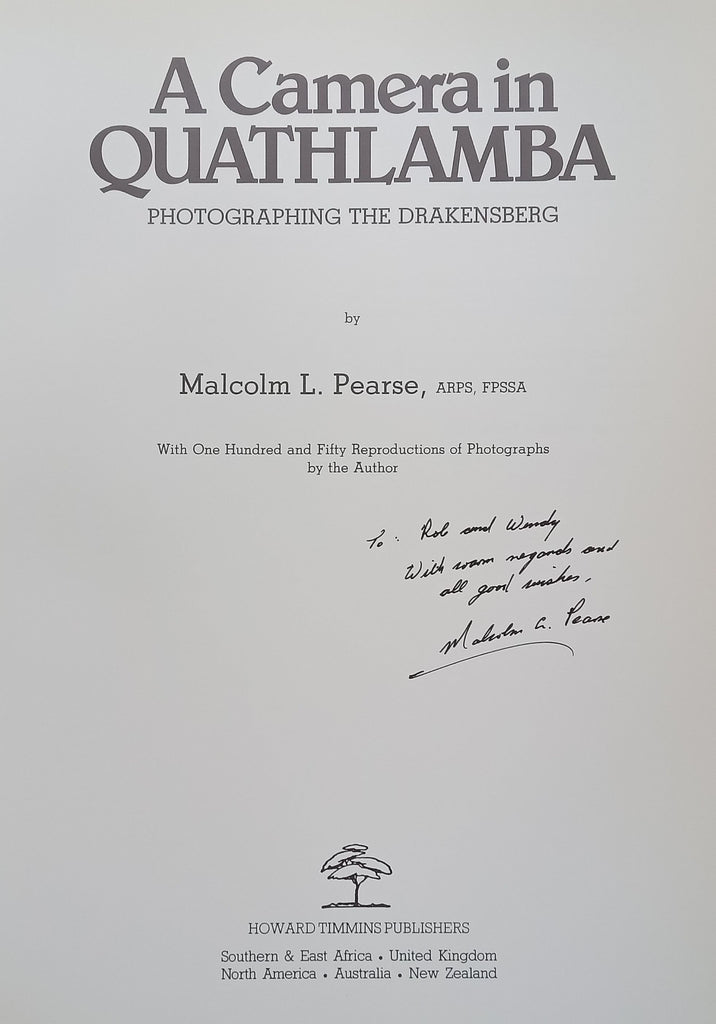 A Camera in
QUATHLAMBA
PHOTOGRAPHING THE DRAKENSBERG
by
Malcolm L. Pearse, ARPS, FPSSA
With One Hundred and Fifty Reproductions of Photographs
by the Author
To: Rob and Wendy
With warm regards and
all good wishes,
Malcolm L. Pearse
HOWARD TIMMINS PUBLISHERS
Southern & East Africa • United Kingdom
North America • Australia • New Zealand